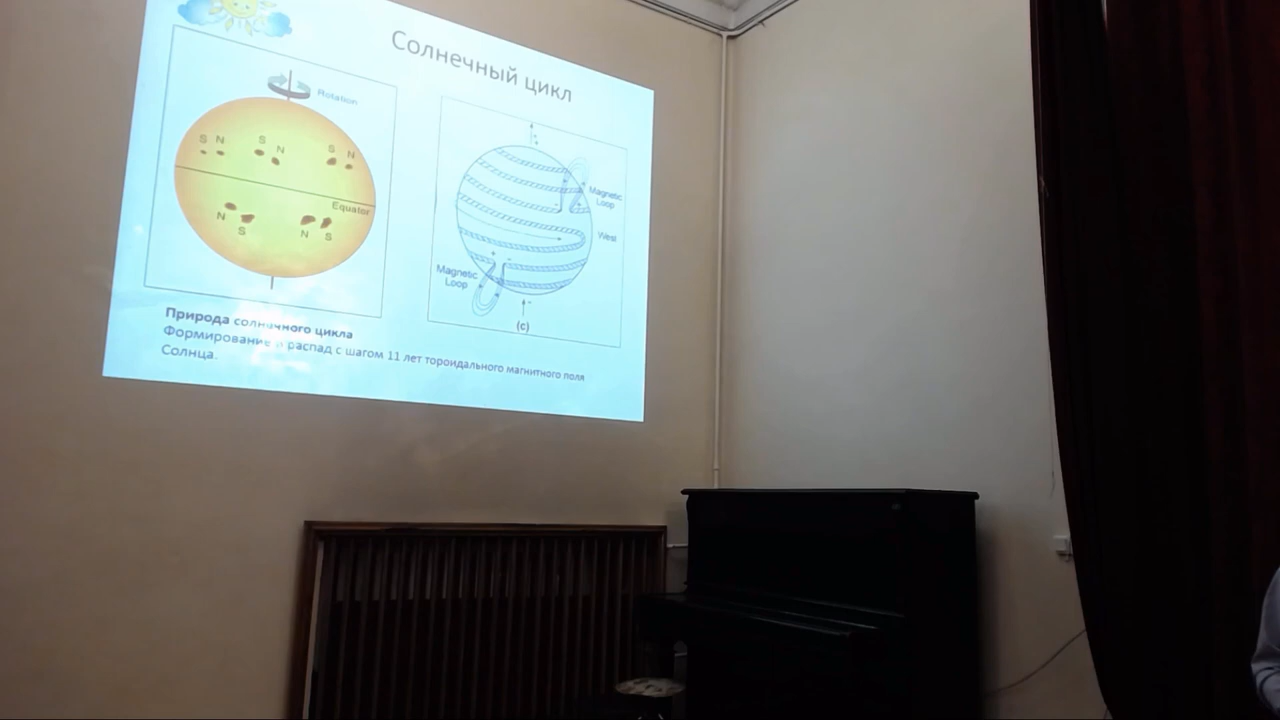 Солнечный цикл
Rotation
S N
S N
S N
Equator
N S
N S
Magnetic
Loop
West
Magnetic
Loop
(c)
Природа солнечного цикла
Формирование и распад с шагом 11 лет тороидального магнитного поля
Солнца.